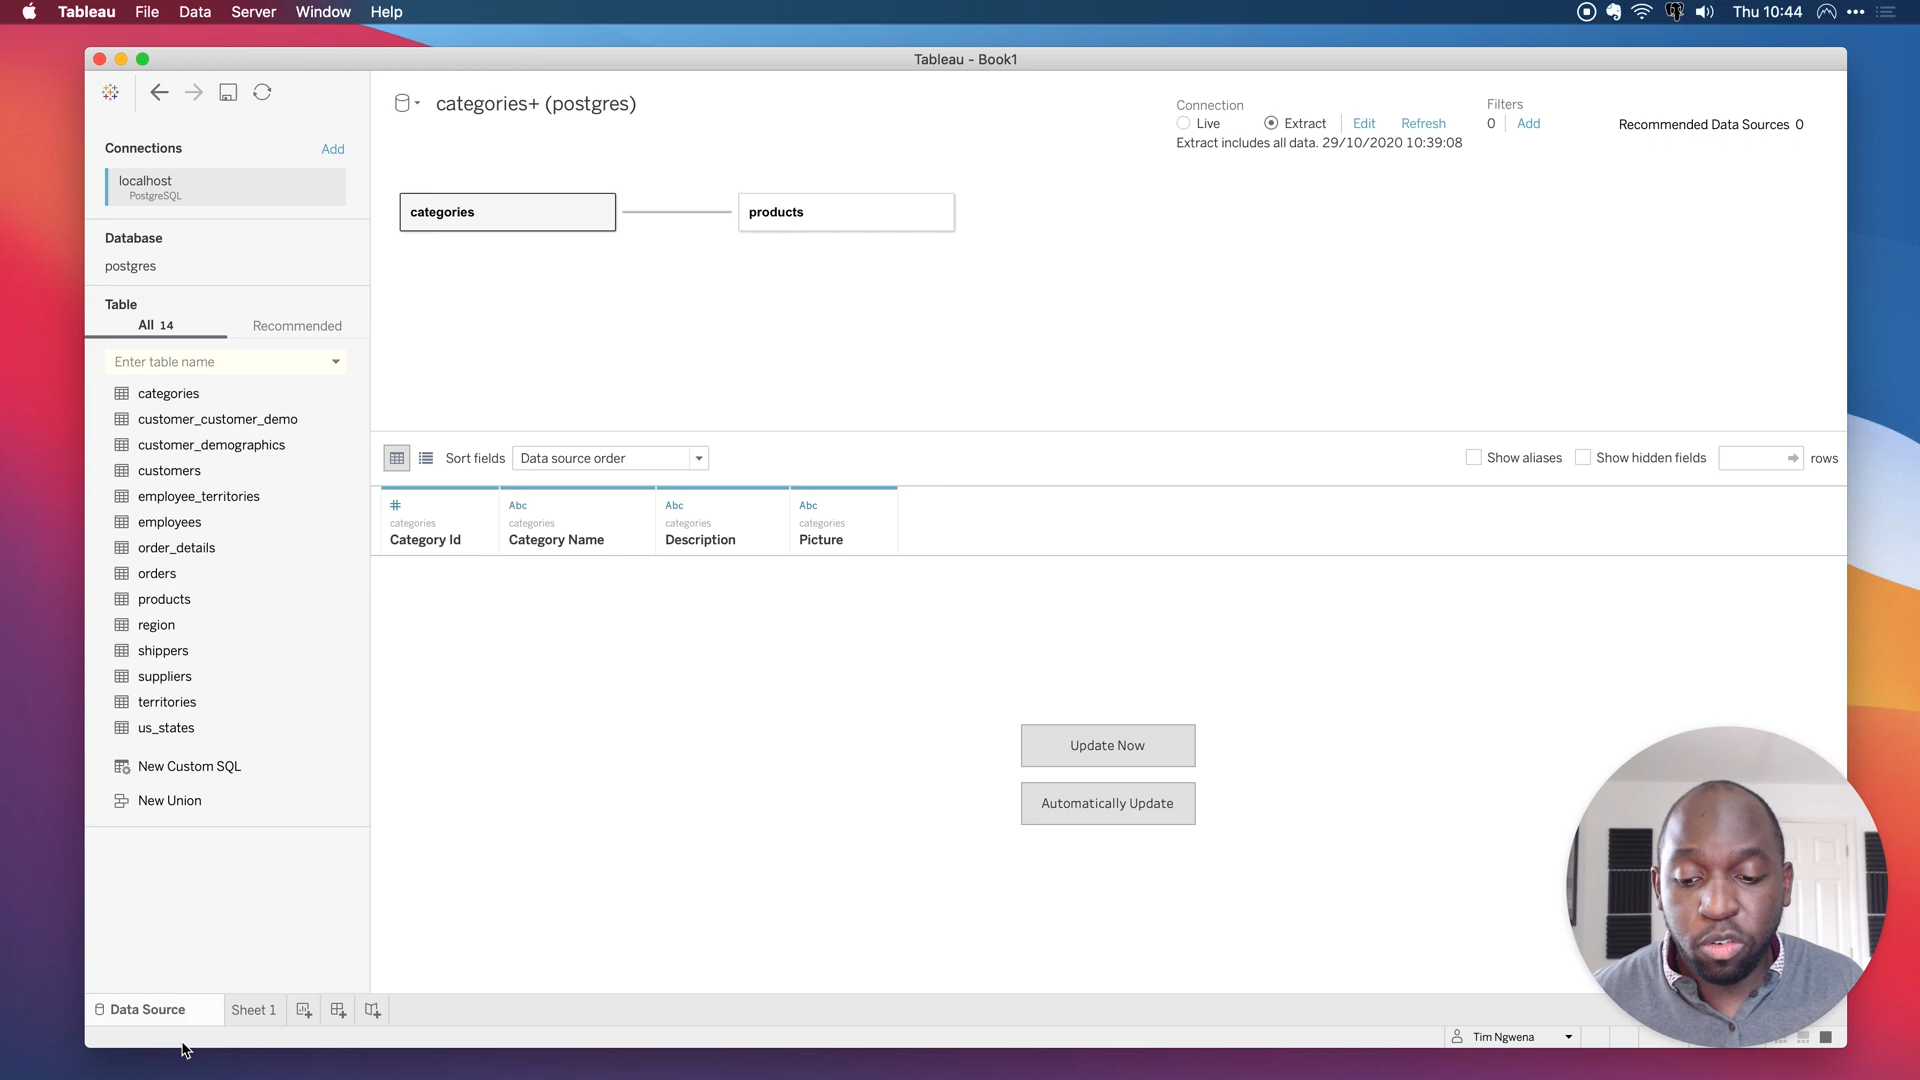 Tableau File Data Server Window Help
Thu 10:44
Tableau - Book1
Connections Add
localhost
PostgreSQL
Database
postgres
Table
All 14 Recommended
Enter table name
categories
customer_customer_demo
customer_demographics
customers
employee_territories
employees
order_details
orders
products
region
shippers
suppliers
territories
us_states
New Custom SQL
New Union
categories+ (postgres)
Connection
Live Extract Edit Refresh
Extract includes all data. 29/10/2020 10:39:08
Filters
0 Add
Recommended Data Sources 0
categories products
Sort fields Data source order
Show aliases Show hidden fields rows
# Abc Abc Abc
categories categories categories categories
Category Id Category Name Description Picture
Update Now
Automatically Update
Data Source Sheet 1
Tim Ngwena